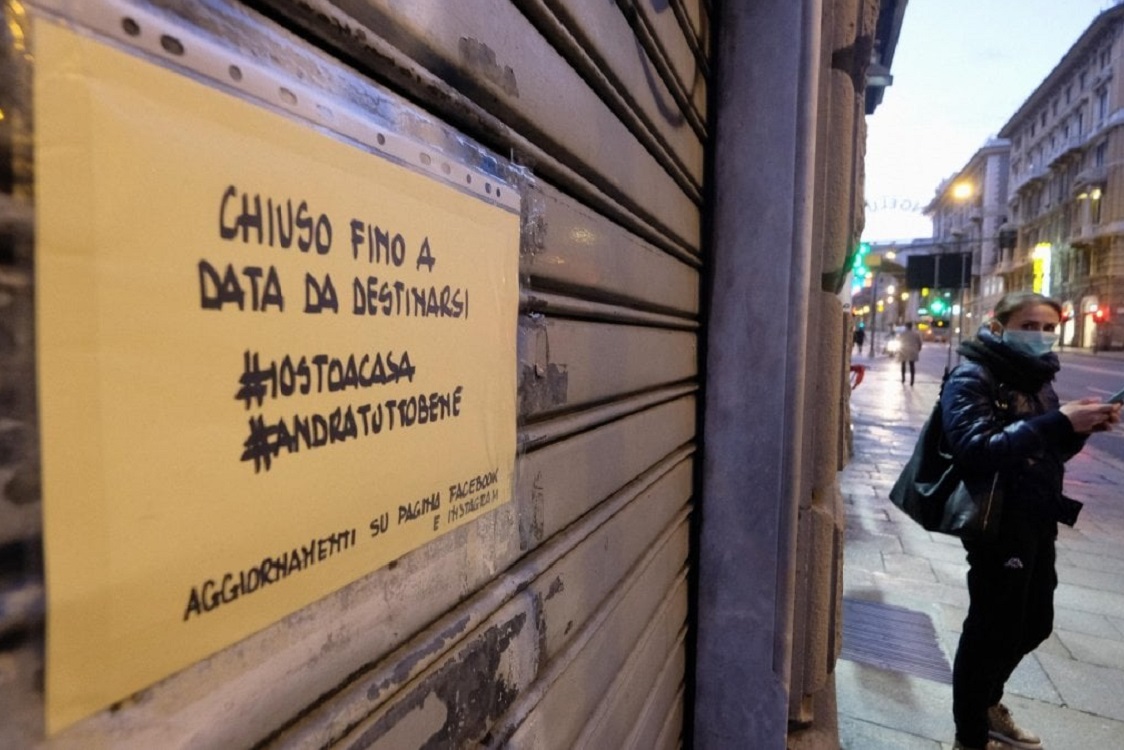 CHIUSO FINO A
DATA DA DESTINARSI
#IOSTOACASA
#ANDRATUTTOBENE
AGGIORNAMENTI SU PAGINA FACEBOOK
E INSTAGRAM